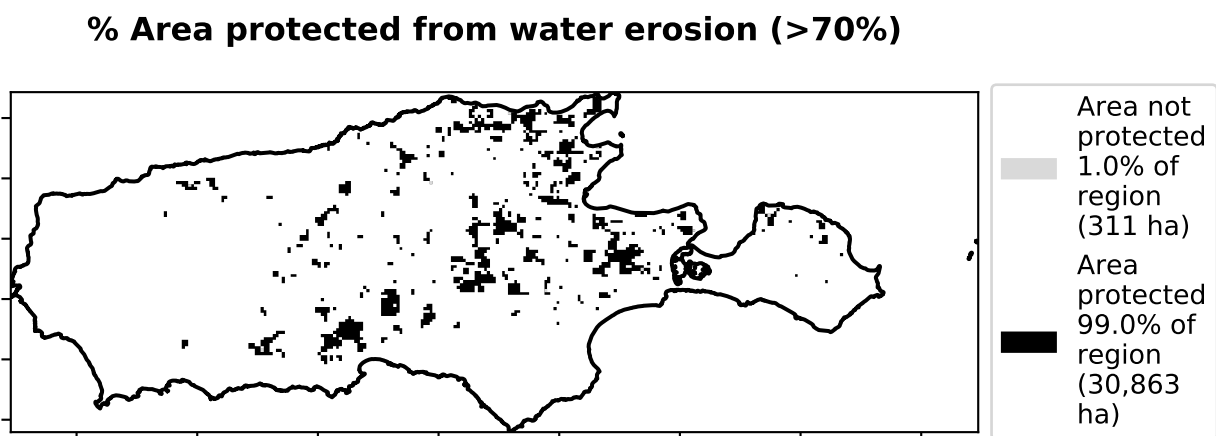 % Area protected from water erosion (>70%)
Area not
protected
1.0% of
region
(311 ha)
Area
protected
99.0% of
region
(30,863
ha)